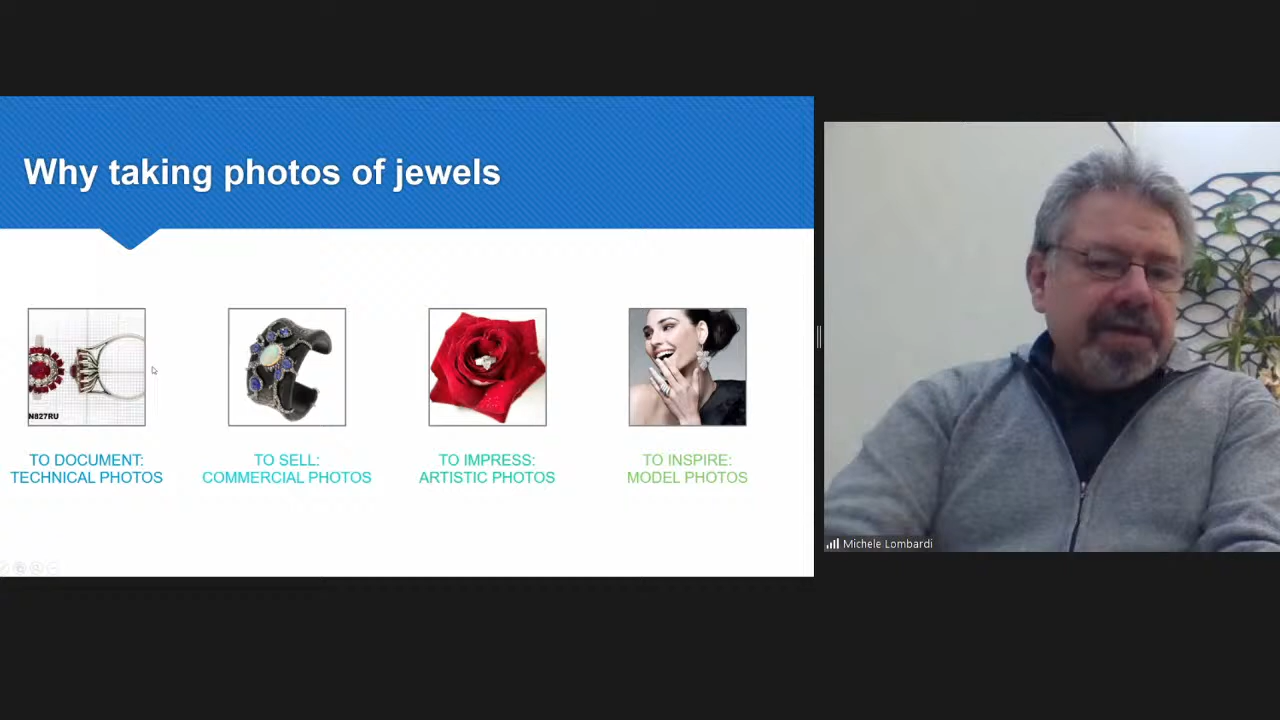 Why taking photos of jewels
N827RU
TO DOCUMENT:
TECHNICAL PHOTOS
TO SELL:
COMMERCIAL PHOTOS
TO IMPRESS:
ARTISTIC PHOTOS
TO INSPIRE:
MODEL PHOTOS
Michele Lombardi